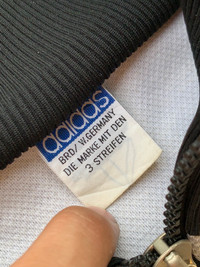 adidas
BRD/W.GERMANY
DIE MARKE MIT DEN
3 STREIFEN